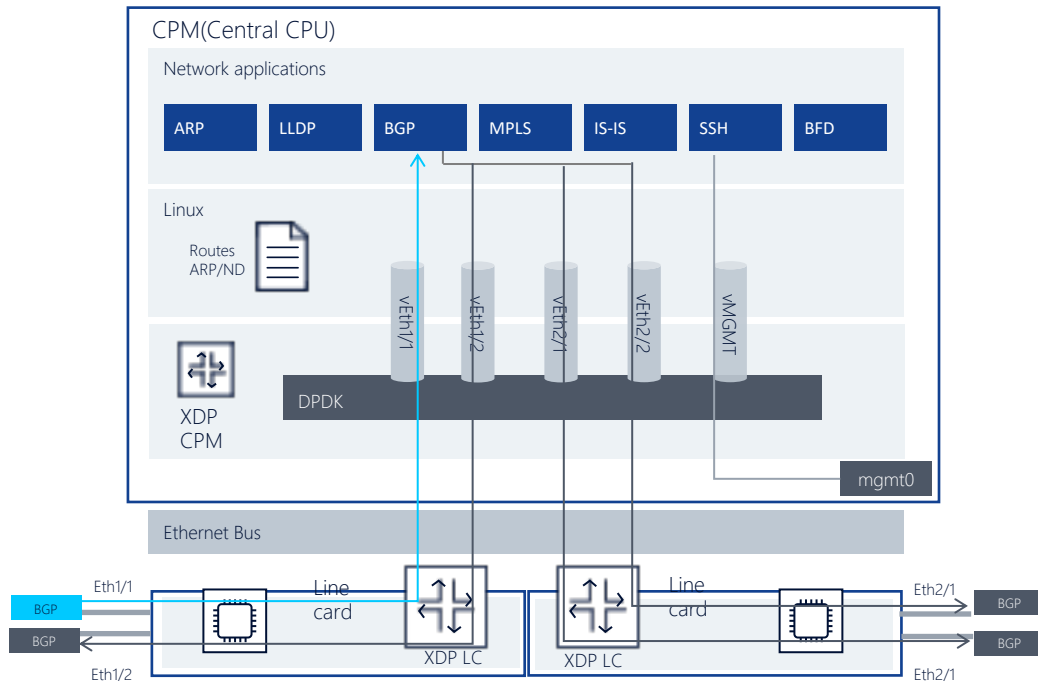 CPM(Central CPU)
Network applications
ARP
LLDP
BGP
MPLS
IS-IS
SSH
BFD
Linux
Routes
ARP/ND
vEth1/1
vEth1/2
vEth2/1
vEth2/2
vMGMT
DPDK
XDP
CPM
mgmt0
Ethernet Bus
Eth1/1
Line
card
Line
card
Eth2/1
BGP
BGP
BGP
BGP
XDP LC
XDP LC
Eth1/2
Eth2/1